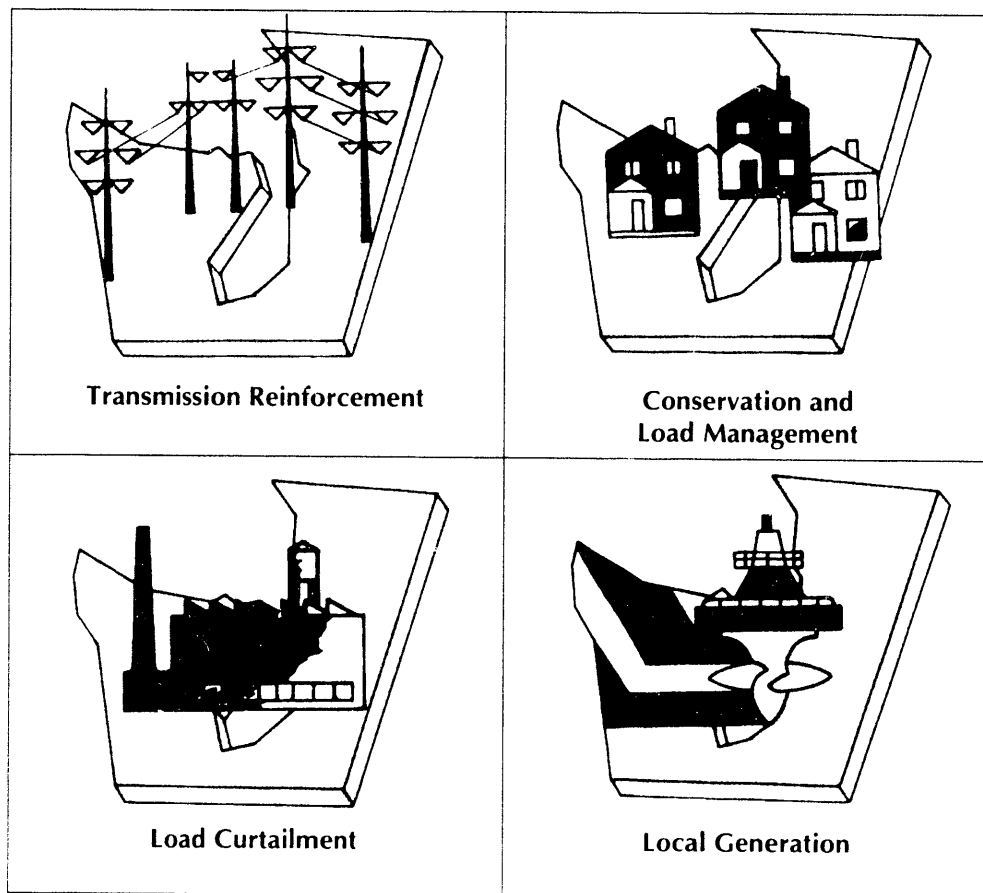 Transmission Reinforcement
Conservation and
Load Management
Load Curtailment
Local Generation